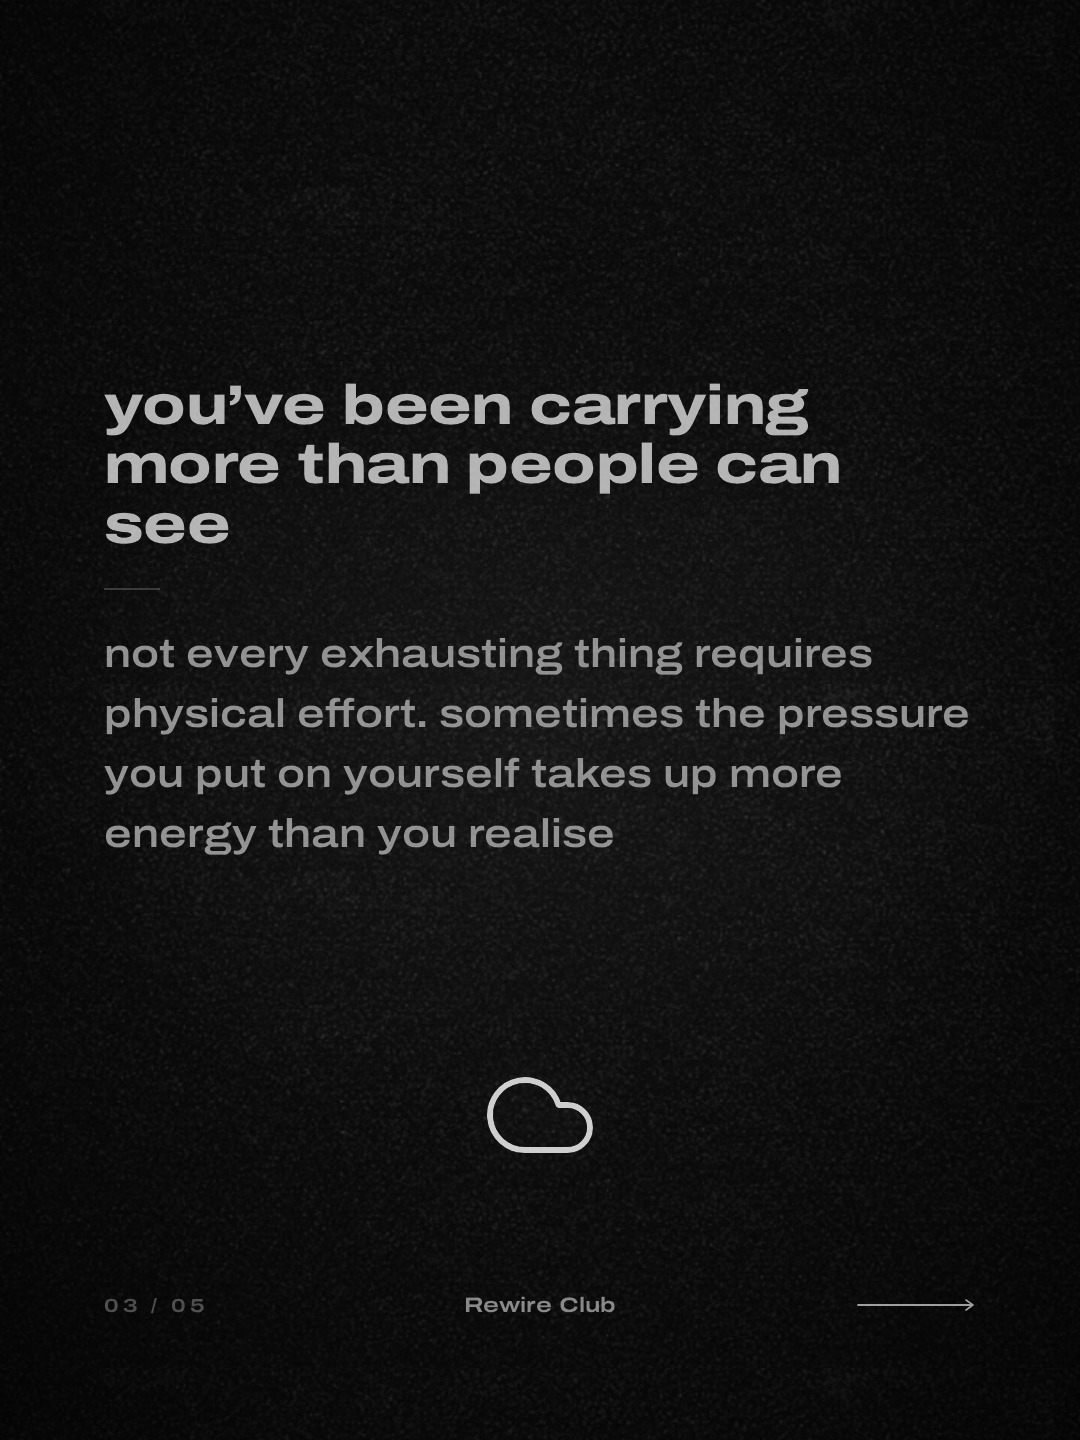 you’ve been carrying
more than people can
see
not every exhausting thing requires
physical effort. sometimes the pressure
you put on yourself takes up more
energy than you realise
03 / 05
Rewire Club